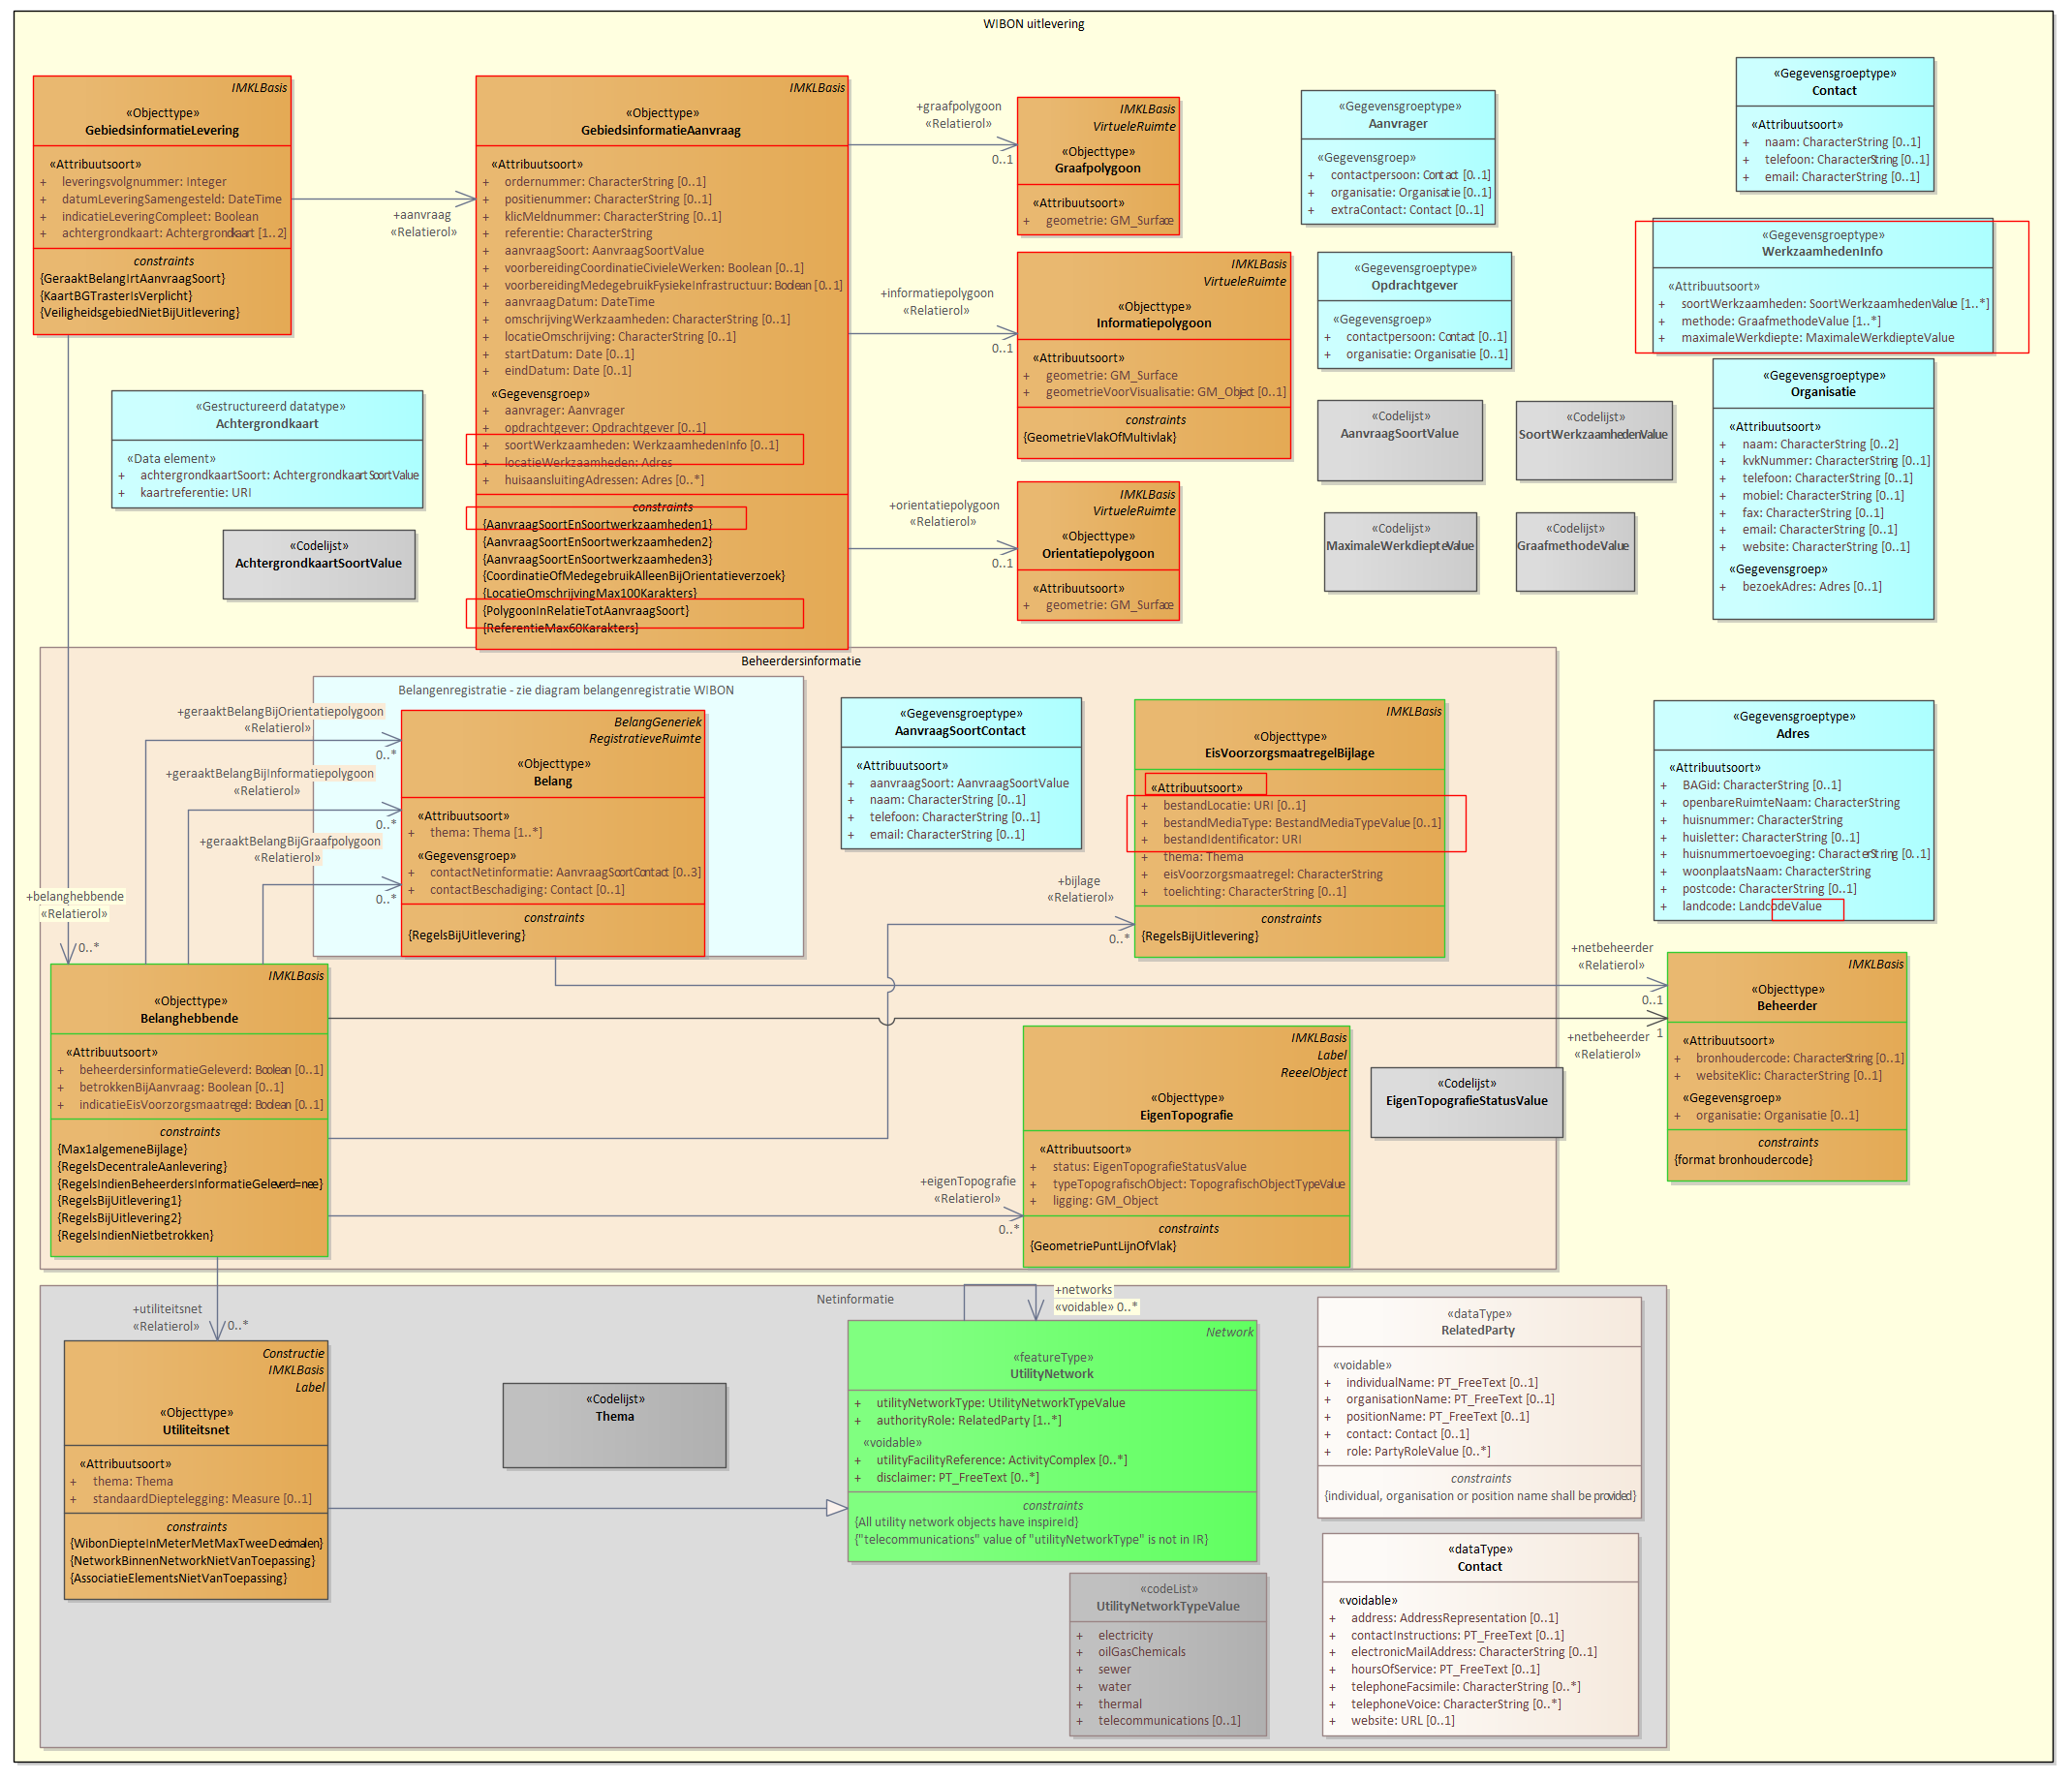 WIBON uitlevering
IMKLBasis
«Objecttype»
GebiedsinformatieLevering
«Attribuutsoort»
+ leveringsvolgnummer: Integer
+ datumLeveringSamengesteld: DateTime
+ indicatieLeveringCompleet: Boolean
+ achtergrondkaart: Achtergrondkaart [1..2]
constraints
{GeraaktBelangIrtAanvraagSoort}
{KaartBGTrasterIsVerplicht}
{VeiligheidsgebiedNietBijUitlevering}
+aanvraag
«Relatierol»
IMKLBasis
«Objecttype»
GebiedsinformatieAanvraag
«Attribuutsoort»
+ ordernummer: CharacterString [0..1]
+ positienummer: CharacterString [0..1]
+ klicMeldnummer: CharacterString [0..1]
+ referentie: CharacterString
+ aanvraagSoort: AanvraagSoortValue
+ voorbereidingCoordinatieCivieleWerken: Boolean [0..1]
+ voorbereidingMedegebruikFysiekeInfrastructuur: Boolean [0..1]
+ aanvraagDatum: DateTime
+ omschrijvingWerkzaamheden: CharacterString [0..1]
+ locatieOmschrijving: CharacterString [0..1]
+ startDatum: Date [0..1]
+ eindDatum: Date [0..1]
«Gegevensgroep»
+ aanvrager: Aanvrager
+ opdrachtgever: Opdrachtgever [0..1]
+ soortWerkzaamheden: WerkzaamhedenInfo [0..1]
+ locatieWerkzaamheden: Adres
+ huisaansluitingAdressen: Adres [0..*]
constraints
{AanvraagSoortEnSoortwerkzaamheden1}
{AanvraagSoortEnSoortwerkzaamheden2}
{AanvraagSoortEnSoortwerkzaamheden3}
{CoordinatieOfMedegebruikAlleenBijOrientatieverzoek}
{LocatieOmschrijvingMax100Karakters}
{PolygoonInRelatieTotAanvraagSoort}
{ReferentieMax60Karakters}
+graafpolygoon
«Relatierol»
0..1
IMKLBasis
VirtueleRuimte
«Objecttype»
Graafpolygoon
«Attribuutsoort»
+ geometrie: GM_Surface
+informatiepolygoon
«Relatierol»
0..1
IMKLBasis
VirtueleRuimte
«Objecttype»
Informatiepolygoon
«Attribuutsoort»
+ geometrie: GM_Surface
+ geometrieVoorVisualisatie: GM_Object [0..1]
constraints
{GeometrieVlakOfMultivlak}
+orientatiepolygoon
«Relatierol»
0..1
IMKLBasis
VirtueleRuimte
«Objecttype»
Orientatiepolygoon
«Attribuutsoort»
+ geometrie: GM_Surface
«Gegevensgroeptype»
Aanvrager
«Gegevensgroep»
+ contactpersoon: Contact [0..1]
+ organisatie: Organisatie [0..1]
+ extraContact: Contact [0..1]
«Gegevensgroeptype»
Opdrachtgever
«Gegevensgroep»
+ contactpersoon: Contact [0..1]
+ organisatie: Organisatie [0..1]
«Gegevensgroeptype»
Contact
«Attribuutsoort»
+ naam: CharacterString [0..1]
+ telefoon: CharacterString [0..1]
+ email: CharacterString [0..1]
«Gegevensgroeptype»
WerkzaamhedenInfo
«Attribuutsoort»
+ soortWerkzaamheden: SoortWerkzaamhedenValue [1..*]
+ methode: GraafmethodeValue [1..*]
+ maximaleWerkdiepte: MaximaleWerkdiepteValue
«Gegevensgroeptype»
Organisatie
«Attribuutsoort»
+ naam: CharacterString [0..2]
+ kvkNummer: CharacterString [0..1]
+ telefoon: CharacterString [0..1]
+ mobiel: CharacterString [0..1]
+ fax: CharacterString [0..1]
+ email: CharacterString [0..1]
+ website: CharacterString [0..1]
«Gegevensgroep»
+ bezoekAdres: Adres [0..1]
«Codelijst»
AanvraagSoortValue
«Codelijst»
SoortWerkzaamhedenValue
«Codelijst»
MaximaleWerkdiepteValue
«Codelijst»
GraafmethodeValue
«Gestructureerd datatype»
Achtergrondkaart
«Data element»
+ achtergrondkaartSoort: AchtergrondkaartSoortValue
+ kaartreferentie: URI
«Codelijst»
AchtergrondkaartSoortValue
Beheerdersinformatie
Belangenregistratie - zie diagram belangenregistratie WIBON
+geraaktBelangBijOrientatiepolygoon
«Relatierol»
0..*
+geraaktBelangBijInformatiepolygoon
«Relatierol»
0..*
+geraaktBelangBijGraafpolygoon
«Relatierol»
0..*
BelangGeneriek
RegistratieveRuimte
«Objecttype»
Belang
«Attribuutsoort»
+ thema: Thema [1..*]
«Gegevensgroep»
+ contactNetinformatie: AanvraagSoortContact [0..3]
+ contactBeschadiging: Contact [0..1]
constraints
{RegelsBijUitlevering}
«Gegevensgroeptype»
AanvraagSoortContact
«Attribuutsoort»
+ aanvraagSoort: AanvraagSoortValue
+ naam: CharacterString [0..1]
+ telefoon: CharacterString [0..1]
+ email: CharacterString [0..1]
+bijlage
«Relatierol»
0..*
IMKLBasis
«Objecttype»
EisVoorzorgsmaatregelBijlage
«Attribuutsoort»
+ bestandLocatie: URI [0..1]
+ bestandMediaType: BestandMediaTypeValue [0..1]
+ bestandIdentificator: URI
+ thema: Thema
+ eisVoorzorgsmaatregel: CharacterString
+ toelichting: CharacterString [0..1]
constraints
{RegelsBijUitlevering}
«Gegevensgroeptype»
Adres
«Attribuutsoort»
+ BAGid: CharacterString [0..1]
+ openbareRuimteNaam: CharacterString
+ huisnummer: CharacterString
+ huisletter: CharacterString [0..1]
+ huisnummertoevoeging: CharacterString [0..1]
+ woonplaatsNaam: CharacterString
+ postcode: CharacterString [0..1]
+ landcode: LandcodeValue
+belanghebbende
«Relatierol»
0..*
IMKLBasis
«Objecttype»
Belanghebbende
«Attribuutsoort»
+ beheerdersinformatieGeleverd: Boolean [0..1]
+ betrokkenBijAanvraag: Boolean [0..1]
+ indicatieEisVoorzorgsmaatregel: Boolean [0..1]
constraints
{Max1algemeneBijlage}
{RegelsDecentraleAanlevering}
{RegelsIndienBeheerdersInformatieGeleverd=nee}
{RegelsBijUitlevering1}
{RegelsBijUitlevering2}
{RegelsIndienNietbetrokken}
+netbeheerder
«Relatierol»
0..1
+netbeheerder 1
«Relatierol»
IMKLBasis
«Objecttype»
Beheerder
«Attribuutsoort»
+ bronhoudercode: CharacterString [0..1]
+ websiteKlic: CharacterString [0..1]
«Gegevensgroep»
+ organisatie: Organisatie [0..1]
constraints
{format bronhoudercode}
+eigenTopografie
«Relatierol»
0..*
IMKLBasis
Label
ReeelObject
«Objecttype»
EigenTopografie
«Attribuutsoort»
+ status: EigenTopografieStatusValue
+ typeTopografischObject: TopografischObjectTypeValue
+ ligging: GM_Object
constraints
{GeometriePuntLijnOfVlak}
«Codelijst»
EigenTopografieStatusValue
Netinformatie
+utiliteitsnet
«Relatierol»
0..*
Constructie
IMKLBasis
Label
«Objecttype»
Utiliteitsnet
«Attribuutsoort»
+ thema: Thema
+ standaardDieptelegging: Measure [0..1]
constraints
{WibonDiepteInMeterMetMaxTweeDecimalen}
{NetworkBinnenNetworkNietVanToepassing}
{AssociatieElementsNietVanToepassing}
«Codelijst»
Thema
+networks
«voidable» 0..*
Network
«featureType»
UtilityNetwork
+ utilityNetworkType: UtilityNetworkTypeValue
+ authorityRole: RelatedParty [1..*]
«voidable»
+ utilityFacilityReference: ActivityComplex [0..*]
+ disclaimer: PT_FreeText [0..*]
constraints
{All utility network objects have inspireId}
{"telecommunications" value of "utilityNetworkType" is not in IR}
«codeList»
UtilityNetworkTypeValue
+ electricity
+ oilGasChemicals
+ sewer
+ water
+ thermal
+ telecommunications [0..1]
«dataType»
RelatedParty
«voidable»
+ individualName: PT_FreeText [0..1]
+ organisationName: PT_FreeText [0..1]
+ positionName: PT_FreeText [0..1]
+ contact: Contact [0..1]
+ role: PartyRoleValue [0..*]
constraints
{individual, organisation or position name shall be provided}
«dataType»
Contact
«voidable»
+ address: AddressRepresentation [0..1]
+ contactInstructions: PT_FreeText [0..1]
+ electronicMailAddress: CharacterString [0..1]
+ hoursOfService: PT_FreeText [0..1]
+ telephoneFacsimile: CharacterString [0..*]
+ telephoneVoice: CharacterString [0..*]
+ website: URL [0..1]